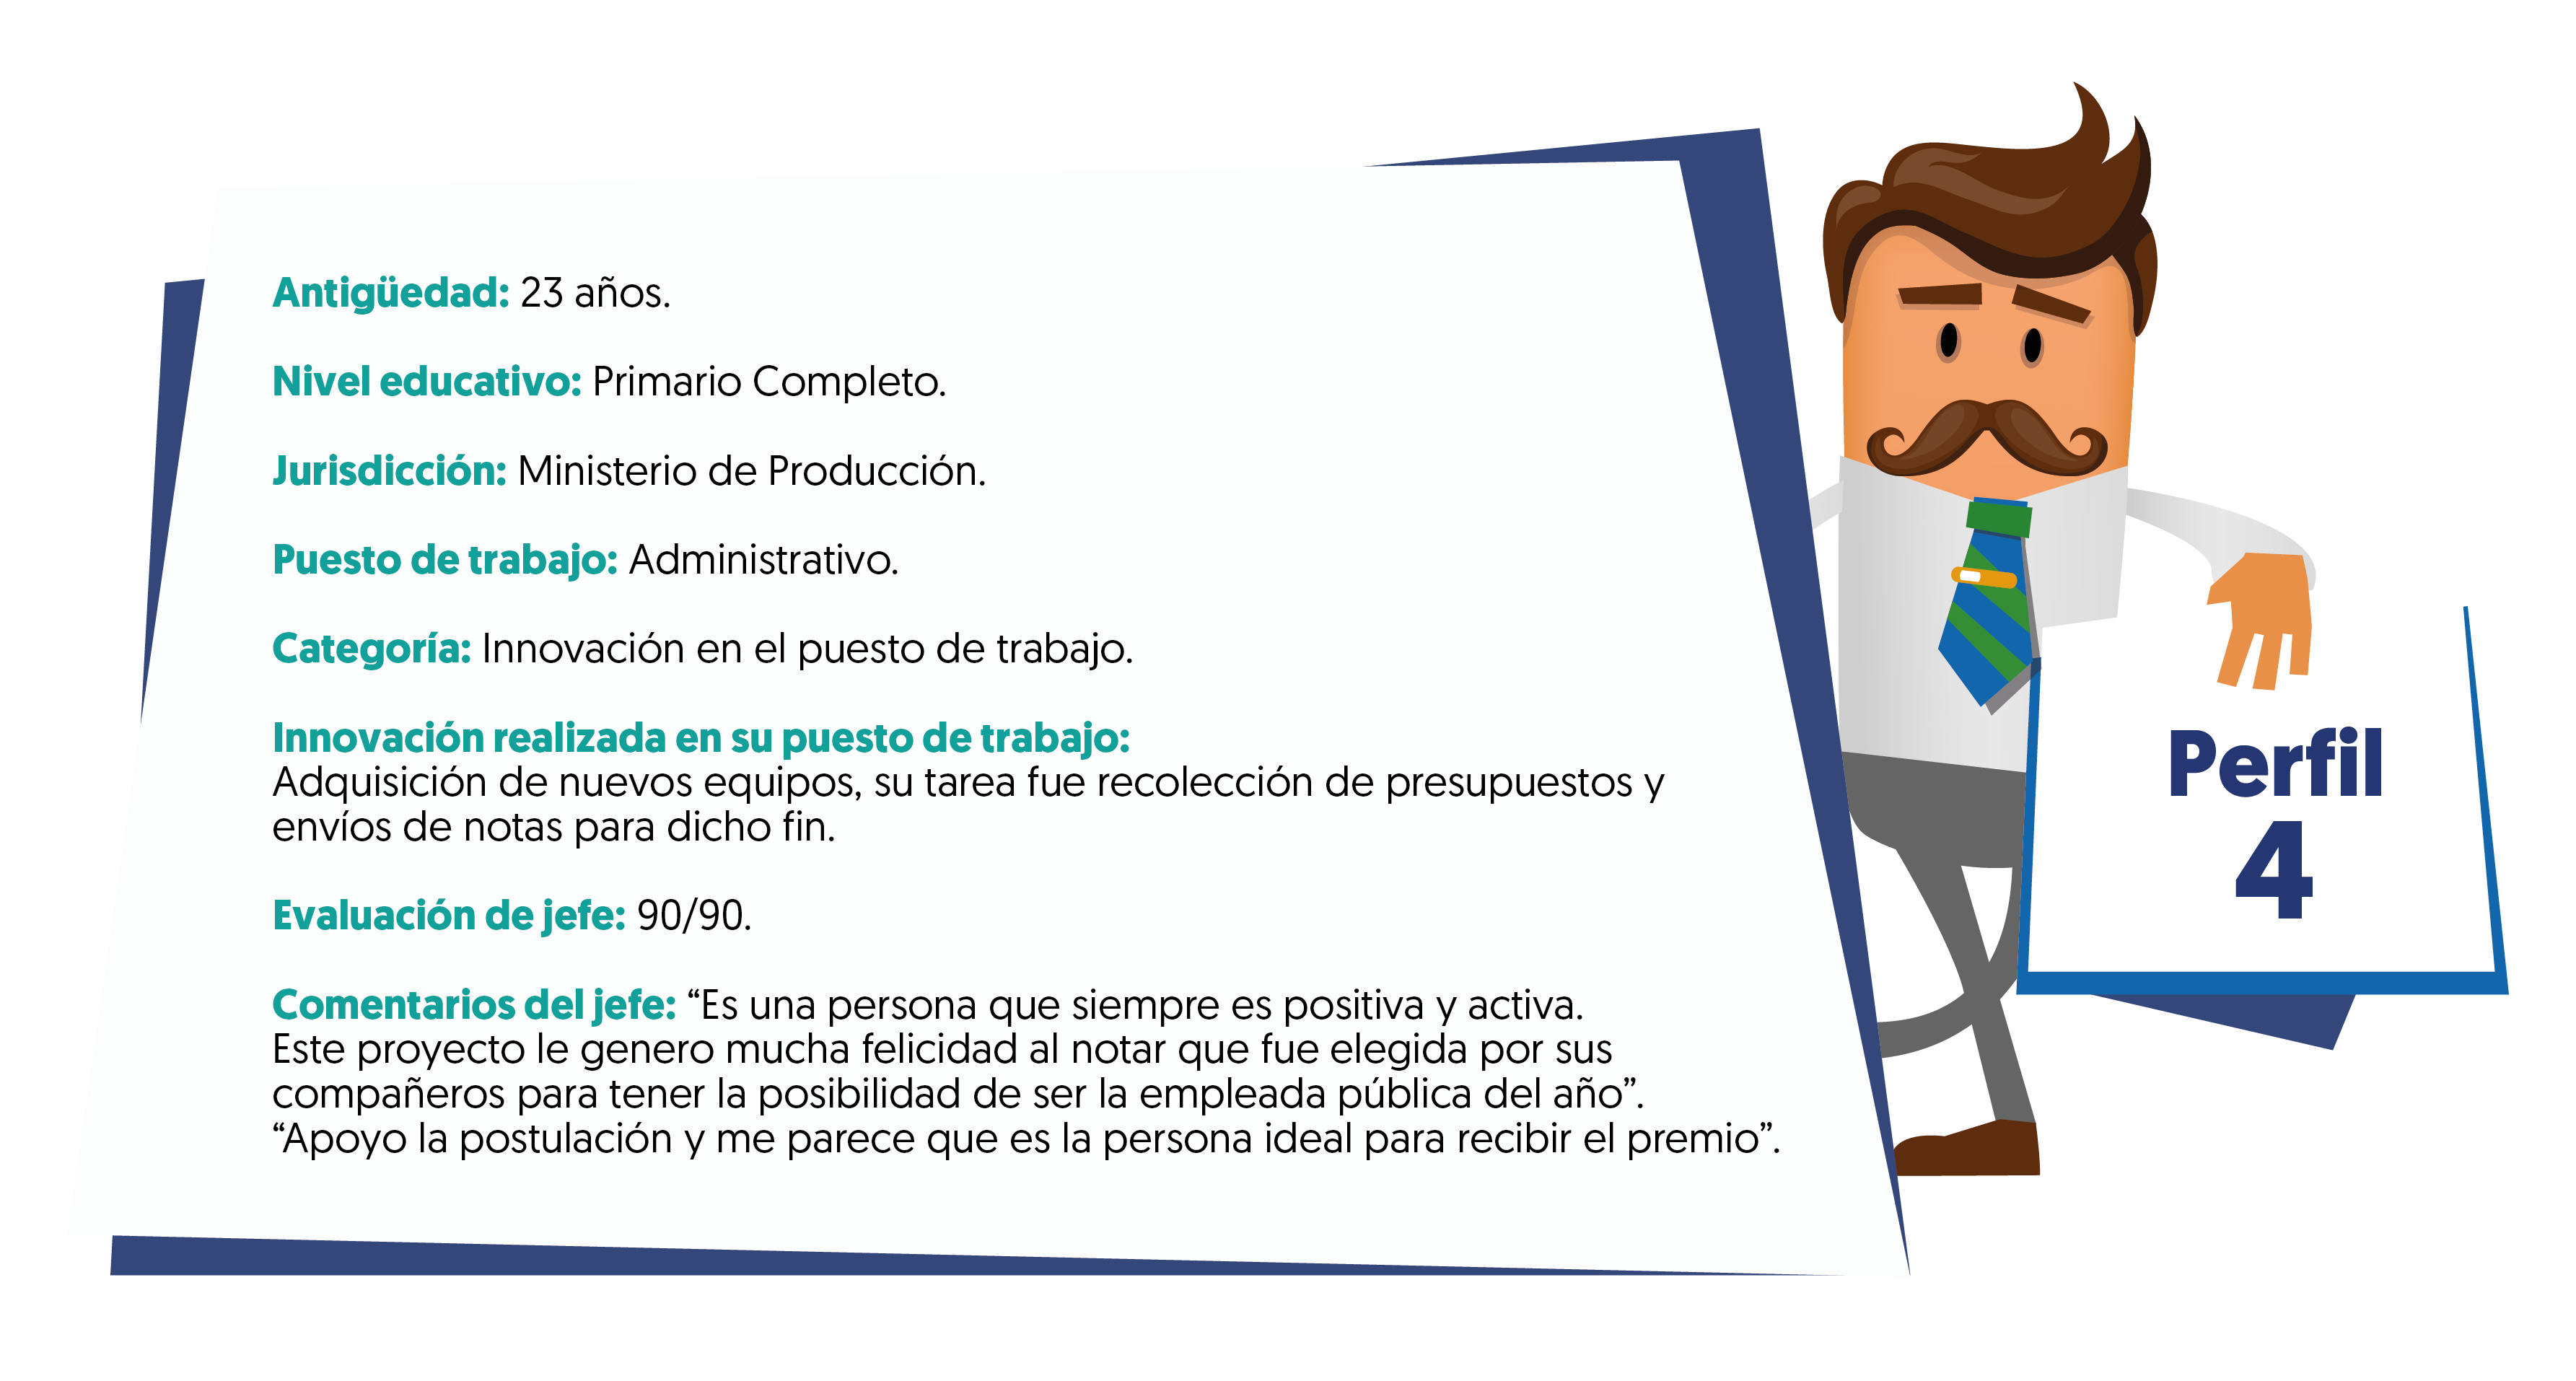 Antigüedad: 23 años.
Nivel educativo: Primario Completo.
Jurisdicción: Ministerio de Producción.
Puesto de trabajo: Administrativo.
Categoría: Innovación en el puesto de trabajo.
Innovación realizada en su puesto de trabajo:
Adquisición de nuevos equipos, su tarea fue recolección de presupuestos y
envíos de notas para dicho fin.
Evaluación de jefe: 90/90.
Comentarios del jefe: “Es una persona que siempre es positiva y activa.
Este proyecto le genero mucha felicidad al notar que fue elegida por sus
compañeros para tener la posibilidad de ser la empleada pública del año”.
“Apoyo la postulación y me parece que es la persona ideal para recibir el premio”.
Perfil
4